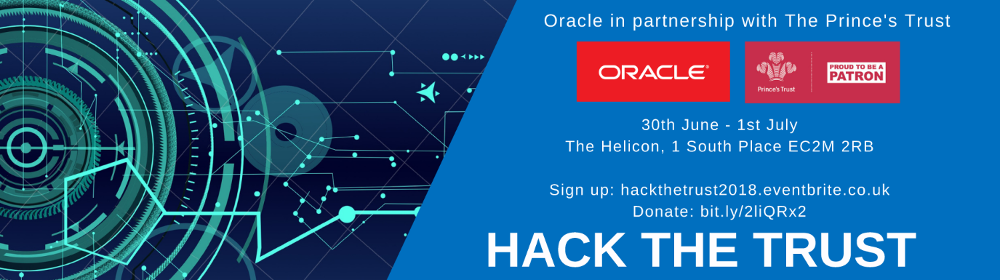 Oracle in partnership with The Prince's Trust
ORACLE®
Prince's Trust
PROUD TO BE A
PATRON
30th June - 1st July
The Helicon, 1 South Place EC2M 2RB
Sign up: hackthetrust2018.eventbrite.co.uk
Donate: bit.ly/2liQRx2
HACK THE TRUST